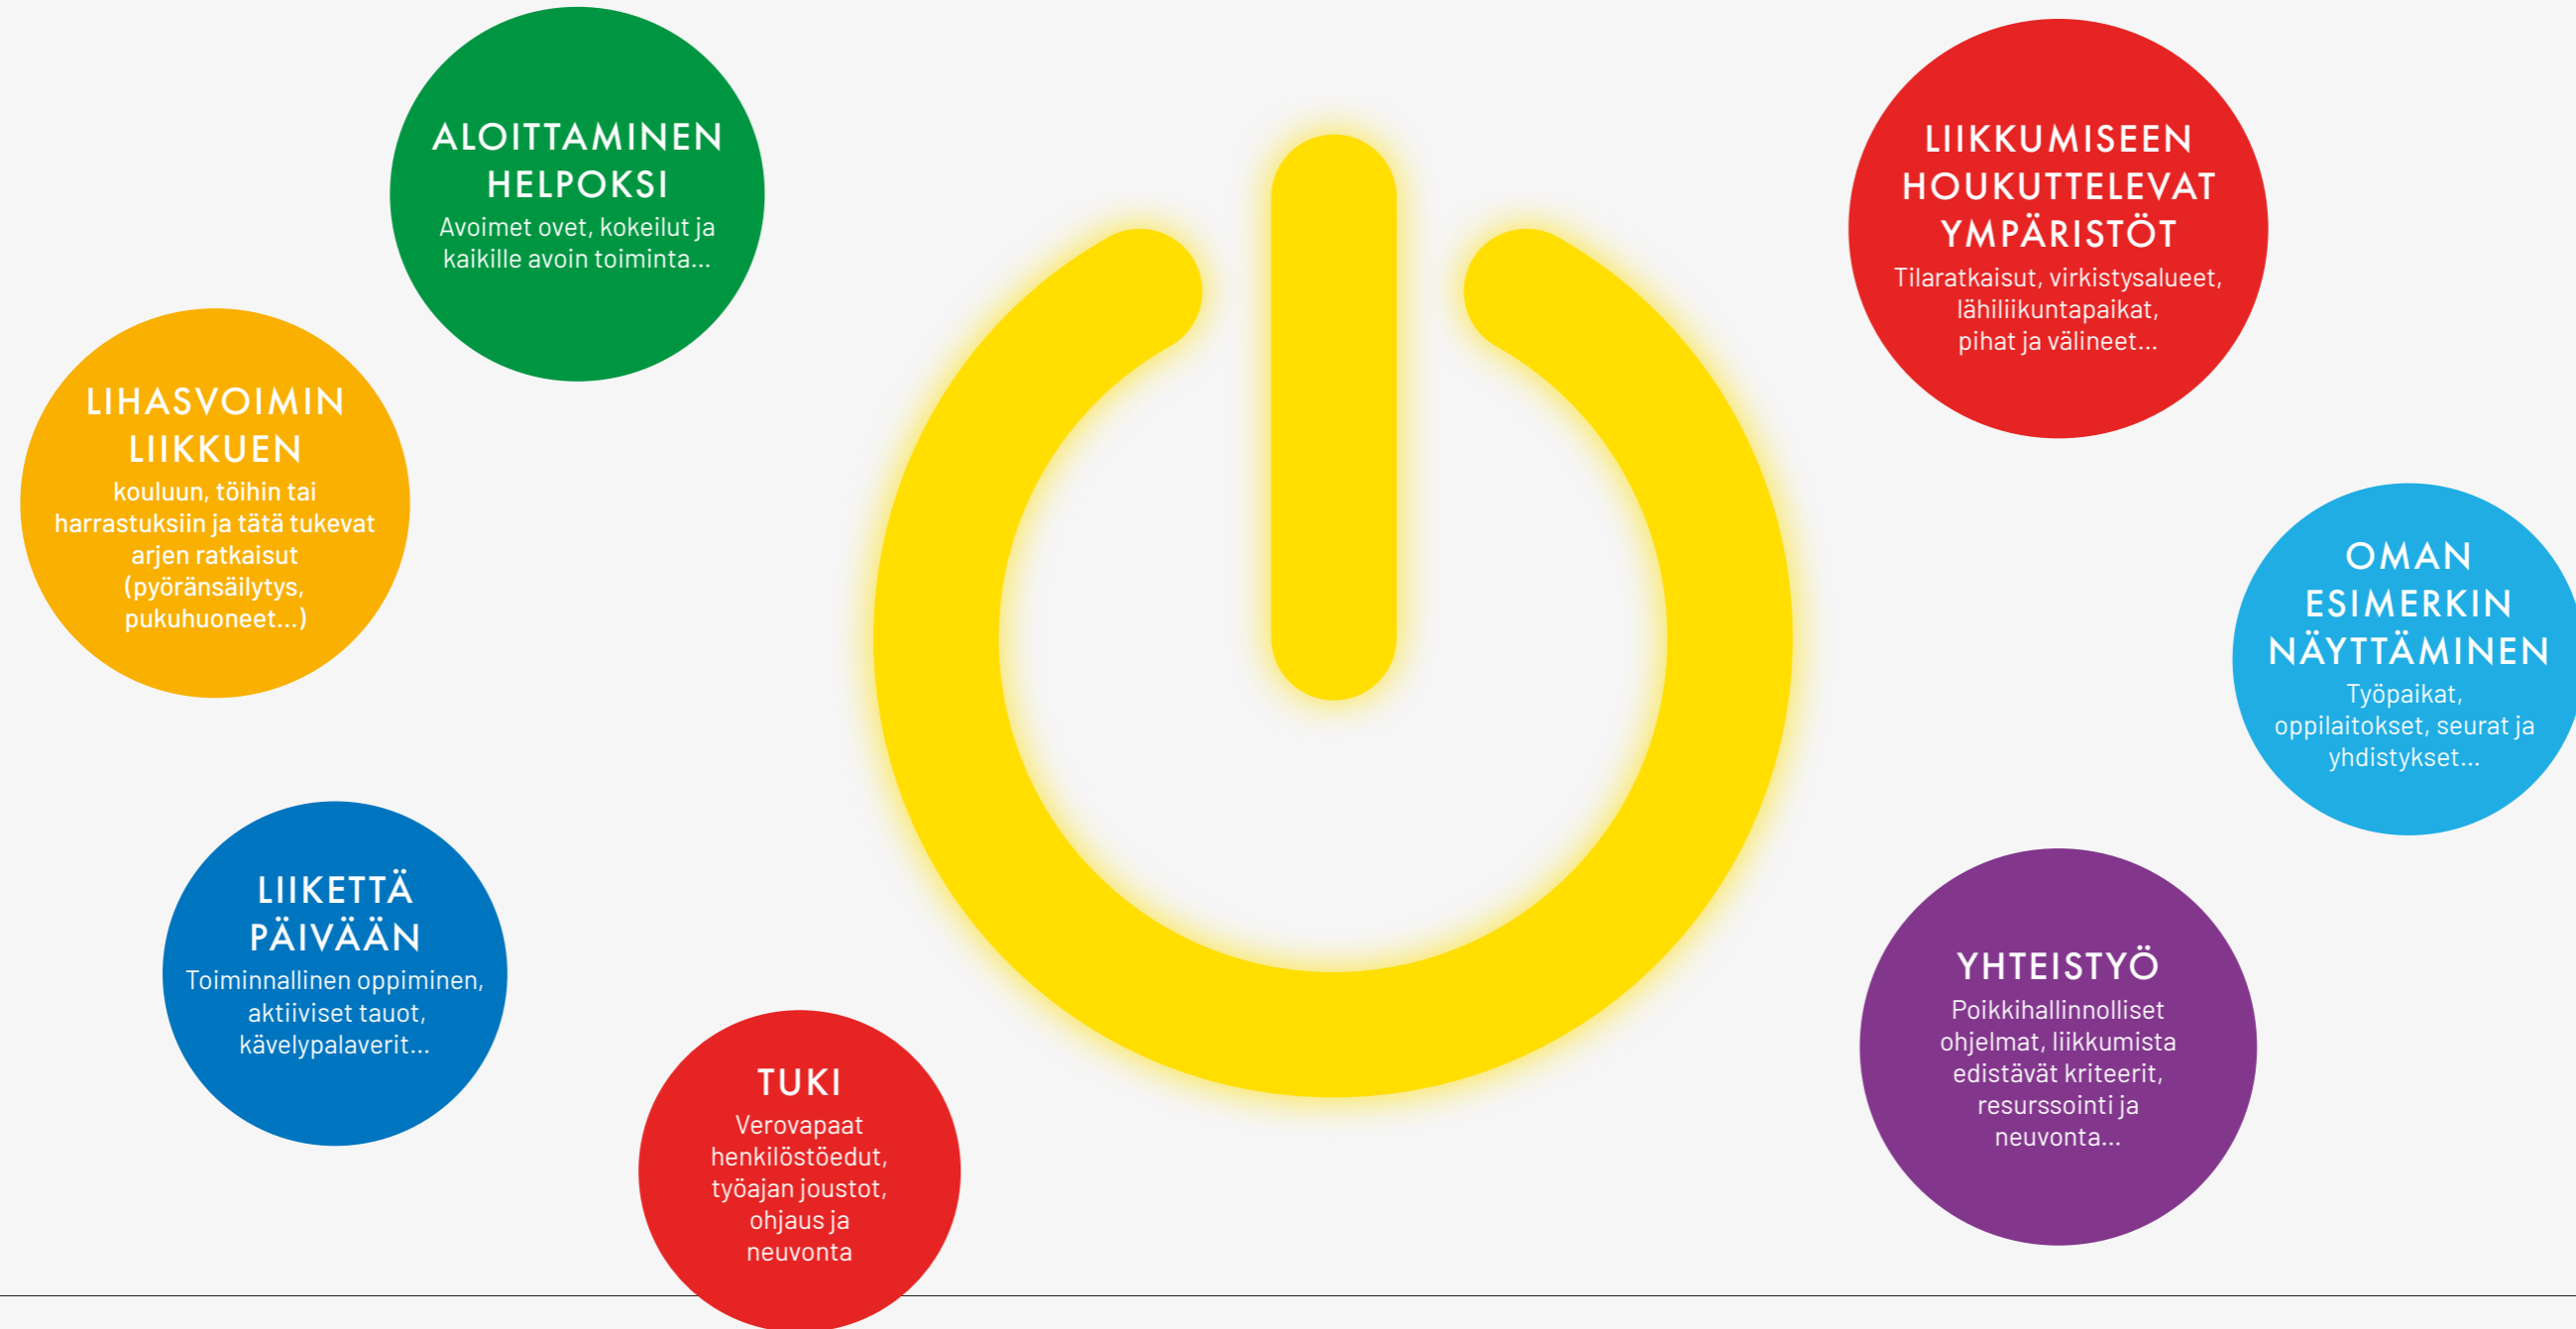 ALOITTAMINEN
HELPOKSI
Avoimet ovet, kokeilut ja
kaikille avoin toiminta...
LIIKKUMISEEN
HOUKUTTELEVAT
YMPÄRISTÖT
Tilaratkaisut, virkistysalueet,
lähiliikuntapaikat,
pihat ja välineet...
LIHASVOIMIN
LIIKKUEN
kouluun, töihin tai
harrastuksiin ja tätä tukevat
arjen ratkaisut
(pyöränsäilytys,
pukuhuoneet...)
OMAN
ESIMERKIN
NÄYTTÄMINEN
Työpaikat,
oppilaitokset, seurat ja
yhdistykset...
LIIKETTÄ
PÄIVÄÄN
Toiminnallinen oppiminen,
aktiiviset tauot,
kävelypalaverit...
YHTEISTYÖ
Poikkihallinnolliset
ohjelmat, liikkumista
edistävät kriteerit,
resurssointi ja
neuvonta...
TUKI
Verovapaat
henkilöstöedut,
työajan joustot,
ohjaus ja
neuvonta